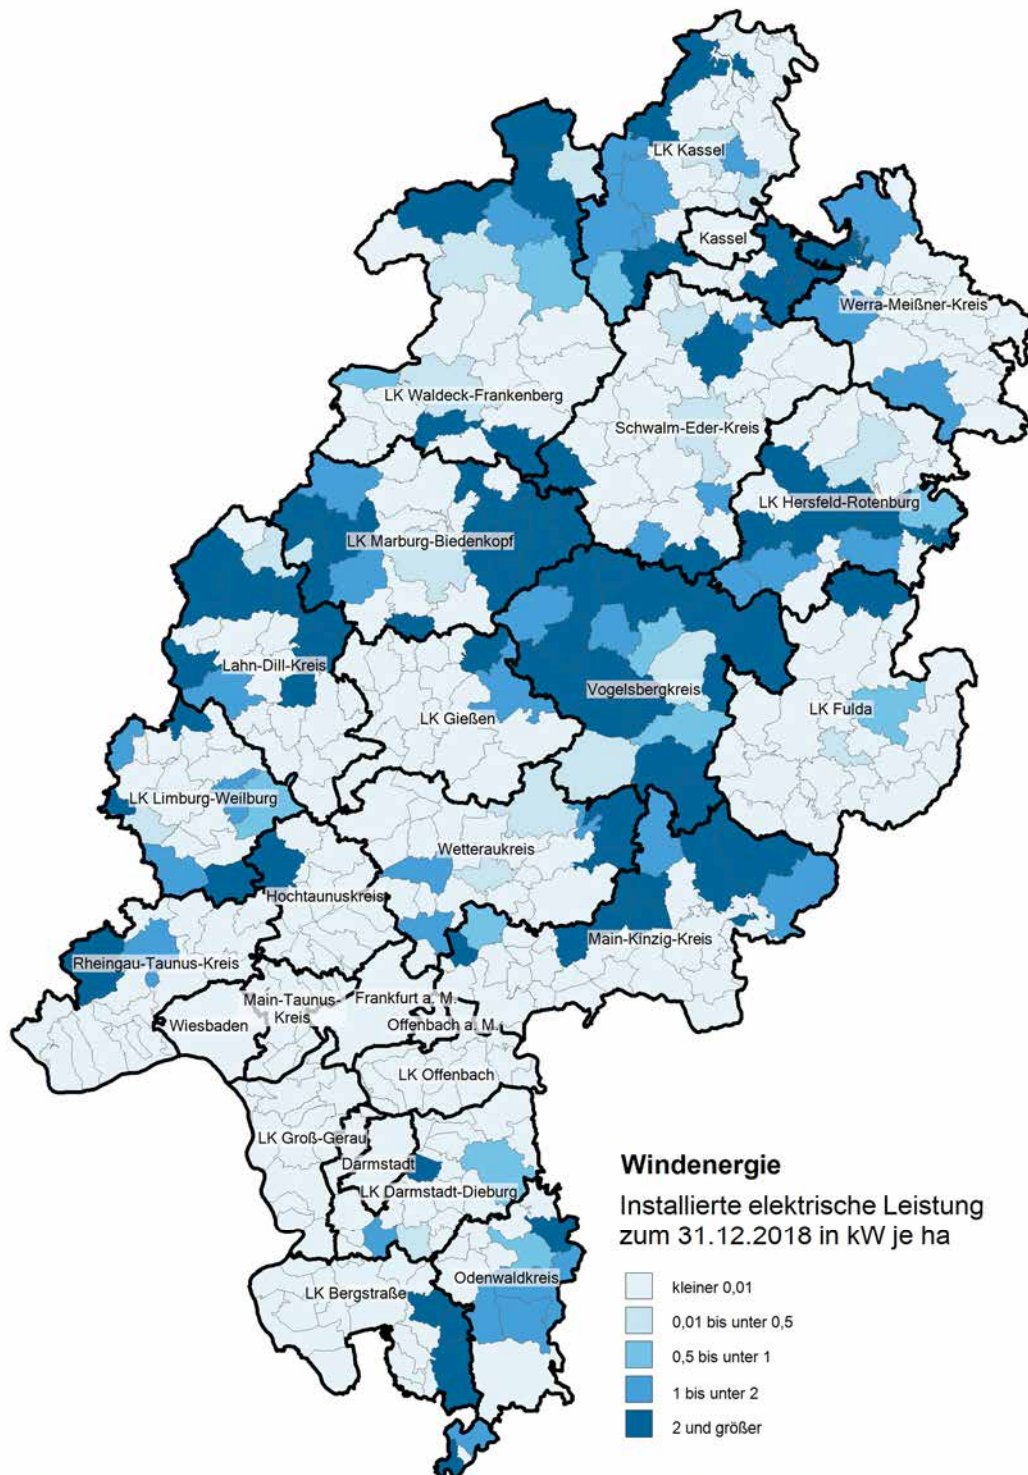 LK Kassel
Kassel
Werra-Meißner-Kreis
LK Waldeck-Frankenberg
Schwalm-Eder-Kreis
LK Hersfeld-Rotenburg
LK Marburg-Biedenkopf
Lahn-Dill-Kreis
Vogelsbergkreis
LK Gießen
LK Fulda
LK Limburg-Weilburg
Wetteraukreis
Hochtaunuskreis
Main-Kinzig-Kreis
Rheingau-Taunus-Kreis
Main-Taunus-
Kreis
Frankfurt a. M.
Wiesbaden
Offenbach a. M.
LK Offenbach
LK Groß-Gerau
Darmstadt
LK Darmstadt-Dieburg
Odenwaldkreis
LK Bergstraße
Windenergie
Installierte elektrische Leistung
zum 31.12.2018 in kW je ha
kleiner 0,01
0,01 bis unter 0,5
0,5 bis unter 1
1 bis unter 2
2 und größer